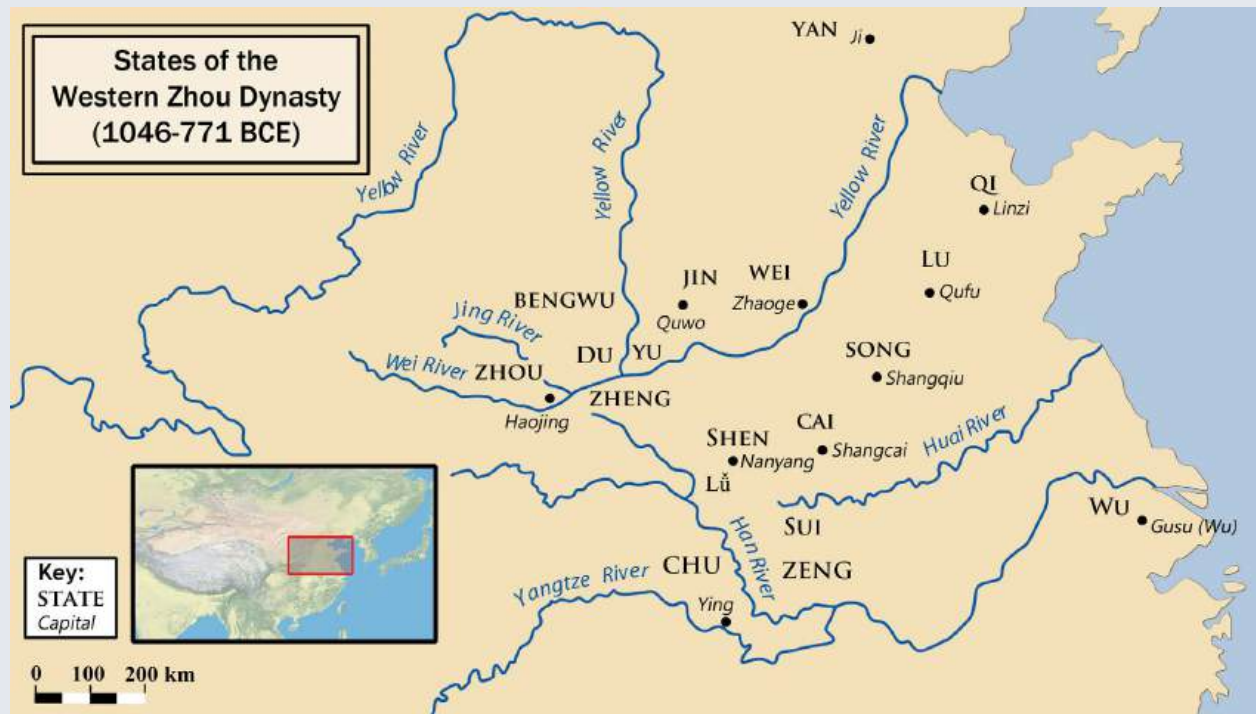 States of the
Western Zhou Dynasty
(1046-771 BCE)
YAN
Ji
Yellow River
Yellow River
Yellow River
QI
Linzi
LU
Qufu
JIN
Quwo
WEI
Zhaoge
BENGWU
Jing River
Wei River
ZHOU
Haojing
DU
YU
ZHENG
SONG
Shangqiu
CAI
Shangcai
SHEN
Nanyang
Lǚ
Huai River
SUI
Han River
WU
Gusu (Wu)
CHU
ZENG
Yangtze River
Ying
Key:
STATE
Capital
0 100 200 km